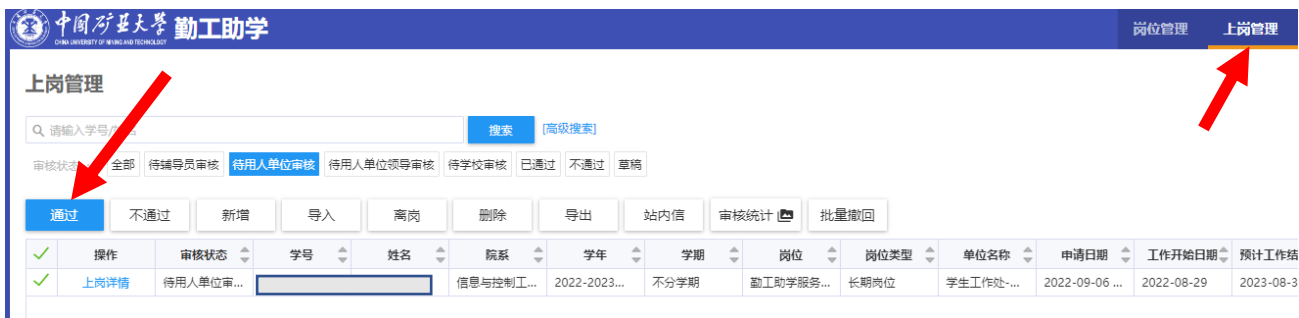 中国矿业大学 勤工助学
CHINA UNIVERSITY OF MINING AND TECHNOLOGY
岗位管理 上岗管理
上岗管理
请输入学号/ 搜索 [高级搜索]
审核状态 全部 待辅导员审核 待用人单位审核 待用人单位领导审核 待学校审核 已通过 不通过 草稿
通过 不通过 新增 导入 离岗 删除 导出 站内信 审核统计 批量撤回
操作 审核状态 学号 姓名 院系 学年 学期 岗位 岗位类型 单位名称 申请日期 工作开始日期 预计工作结
上岗详情 待用人单位审... 信息与控制工... 2022-2023... 不分学期 勤工助学服务... 长期岗位 学生工作处-... 2022-09-06 ... 2022-08-29 2023-08-3